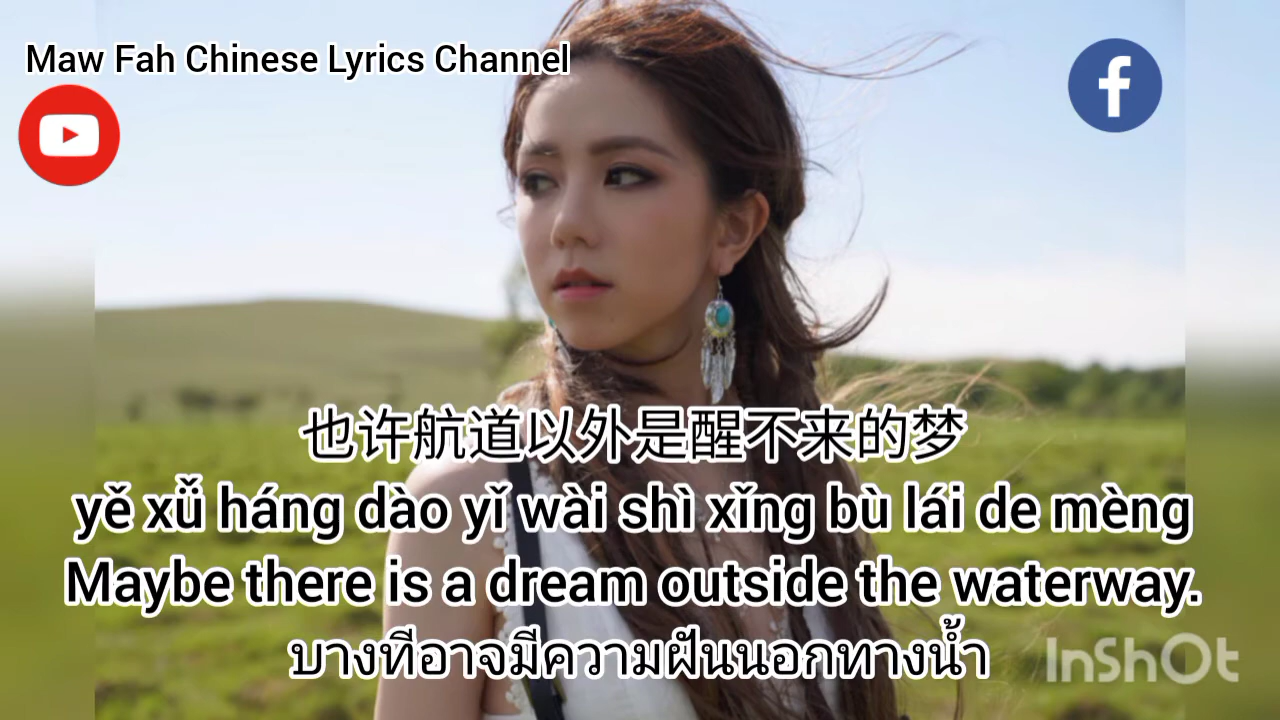 Maw Fah Chinese Lyrics Channel
f
也许航道以外是醒不来的梦
yě xǚ háng dào yǐ wài shì xǐng bù lái de mèng
Maybe there is a dream outside the waterway.
บางทีอาจมีความฝันนอกทางน้ำ
InShOt